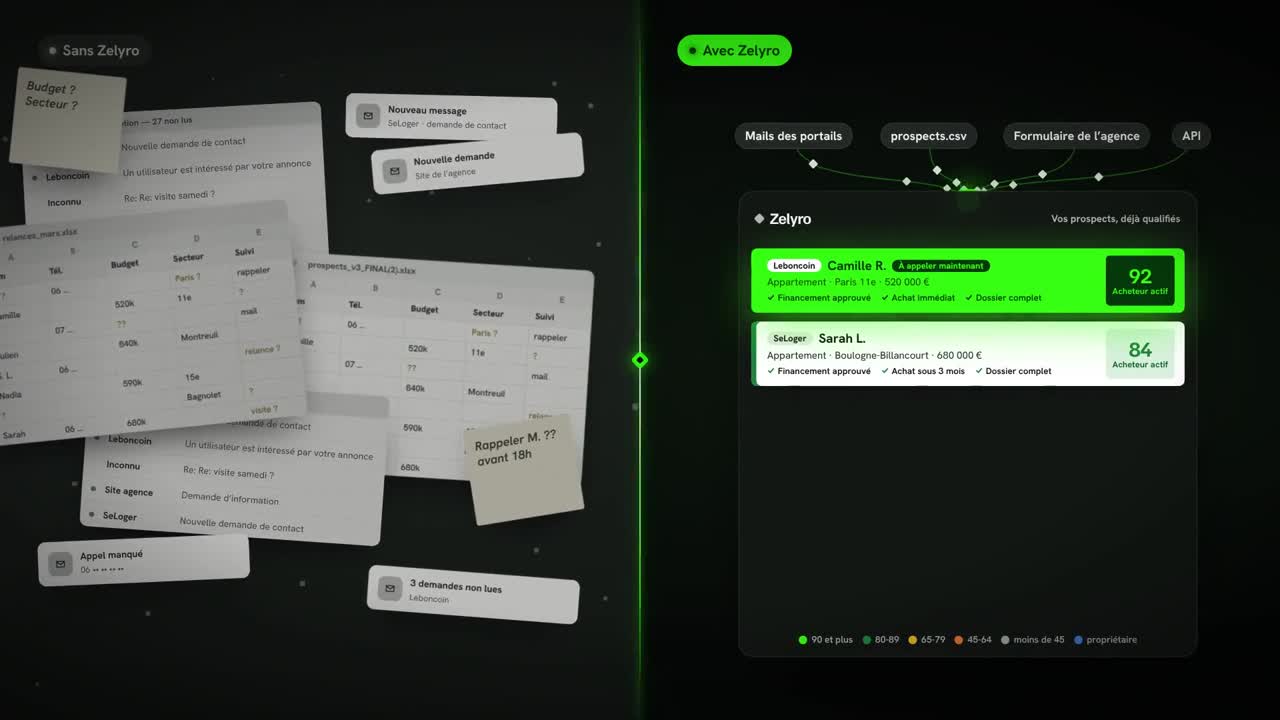 Sans Zelyro
Budget ?
Secteur ?
27 non lus
Nouvelle demande de contact
Leboncoin
Un utilisateur est intéressé par votre annonce
Inconnu
Re: Re: visite samedi ?
Nouveau message
SeLoger · demande de contact
Nouvelle demande
Site de l'agence
relances_mars.xlsx
A B C D E
Tél. Budget Secteur Suivi
06 … Paris ? rappeler
520k 11e ?
07 … ?? mail
840k Montreuil
06 … relance ?
Nadia 590k 15e
Bagnolet ?
Sarah 06 … 680k visite ?
prospects_v3_FINAL(2).xlsx
A B C D E
Tél. Budget Secteur Suivi
06 … Paris ? rappeler
520k 11e ?
07 … ?? mail
840k Montreuil
590k
680k
Rappeler M. ??
avant 18h
Leboncoin
Un utilisateur est intéressé par votre annonce
Inconnu
Re: Re: visite samedi ?
Site agence
Demande d'information
SeLoger
Nouvelle demande de contact
Appel manqué
06 •• •• •• ••
3 demandes non lues
Leboncoin
Avec Zelyro
Mails des portails
prospects.csv
Formulaire de l'agence
API
Zelyro
Vos prospects, déjà qualifiés
Leboncoin Camille R. À appeler maintenant
Appartement · Paris 11e · 520 000 €
✓ Financement approuvé ✓ Achat immédiat ✓ Dossier complet
92
Acheteur actif
SeLoger Sarah L.
Appartement · Boulogne-Billancourt · 680 000 €
✓ Financement approuvé ✓ Achat sous 3 mois ✓ Dossier complet
84
Acheteur actif
90 et plus 80-89 65-79 45-64 moins de 45 propriétaire